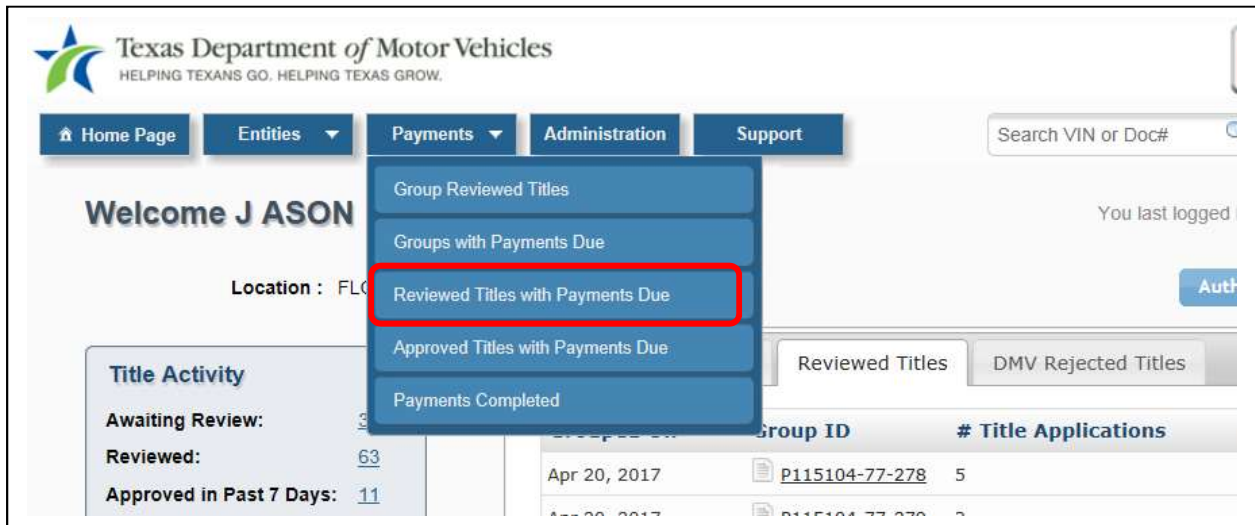 Texas Department of Motor Vehicles
HELPING TEXANS GO. HELPING TEXAS GROW.
Home Page Entities Payments Administration Support Search VIN or Doc#
Group Reviewed Titles
Welcome J ASON You last logged
Groups with Payments Due
Location :
Reviewed Titles with Payments Due
Approved Titles with Payments Due
Reviewed Titles DMV Rejected Titles
Title Activity
Payments Completed
Awaiting Review:
Group ID # Title Applications
Reviewed: 63
Apr 20, 2017 P115104-77-278 5
Approved in Past 7 Days: 11